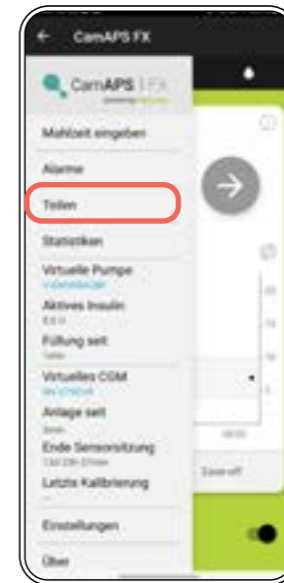 CamAPS FX
CamAPS | FX
Mahlzeit eingeben
Alarme
Teilen
Statistiken
Virtuelle Pumpe
Aktives Insulin
Füllung seit
Virtuelles CGM
Anlage seit
Ende Sensorsitzung
Letzte Kalibrierung
Einstellungen
Über
Ease-off